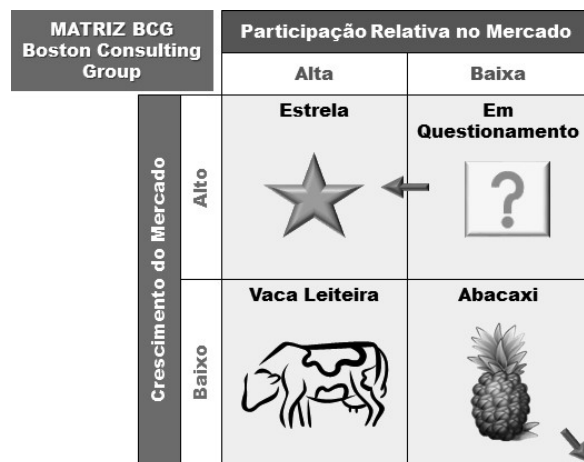 MATRIZ BCG
Boston Consulting
Group
Participação Relativa no Mercado
Alta
Baixa
Crescimento do Mercado
Alto
Estrela
Em
Questionamento
?
Baixo
Vaca Leiteira
Abacaxi